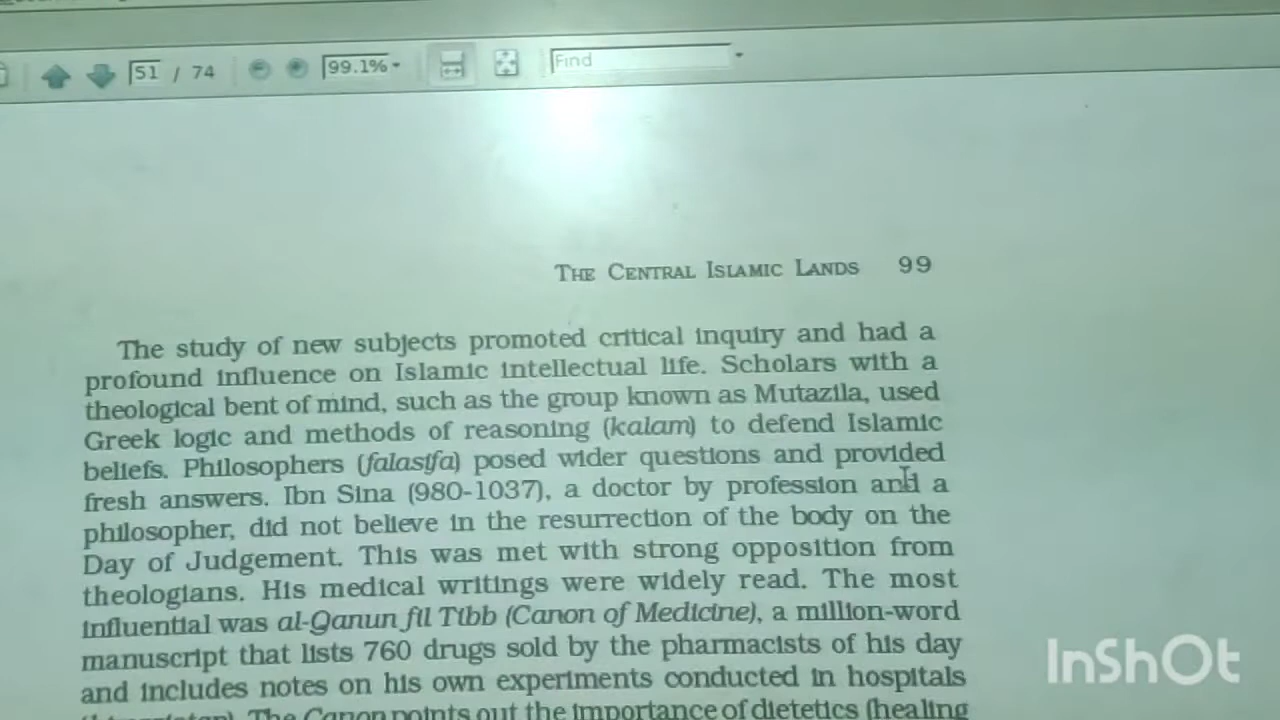 51 / 74 99.1% Find
THE CENTRAL ISLAMIC LANDS 99
The study of new subjects promoted critical inquiry and had a
profound influence on Islamic intellectual life. Scholars with a
theological bent of mind, such as the group known as Mutazila, used
Greek logic and methods of reasoning (kalam) to defend Islamic
beliefs. Philosophers (falasifa) posed wider questions and provided
fresh answers. Ibn Sina (980-1037), a doctor by profession and a
philosopher, did not believe in the resurrection of the body on the
Day of Judgement. This was met with strong opposition from
theologians. His medical writings were widely read. The most
influential was al-Qanun fil Tibb (Canon of Medicine), a million-word
manuscript that lists 760 drugs sold by the pharmacists of his day
and includes notes on his own experiments conducted in hospitals
The Canon points out the importance of dietetics (healing
InShOt